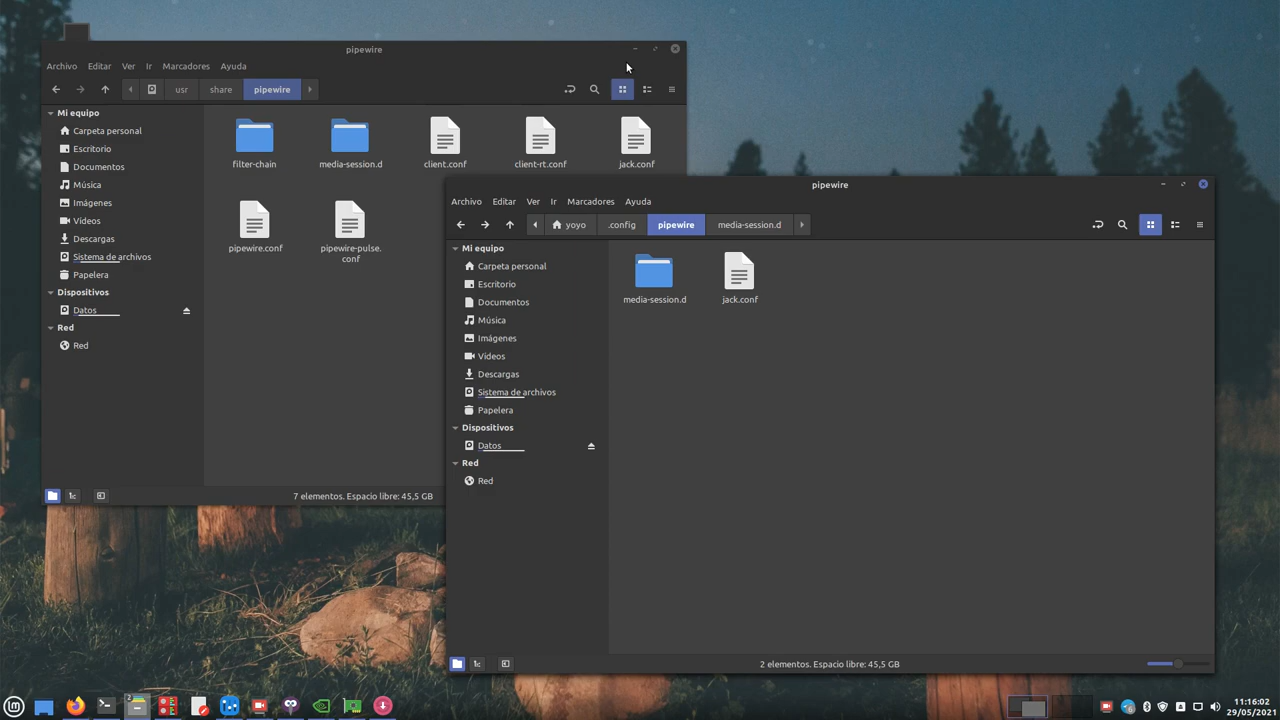 pipewire
Archivo Editar Ver Ir Marcadores Ayuda
usr share pipewire
Mi equipo
Carpeta personal
Escritorio
Documentos
Música
Imágenes
Vídeos
Descargas
Sistema de archivos
Papelera
Dispositivos
Datos
Red
Red
filter-chain media-session.d client.conf client-rt.conf jack.conf
pipewire.conf pipewire-pulse.
conf
7 elementos. Espacio libre: 45,5 GB
pipewire
Archivo Editar Ver Ir Marcadores Ayuda
yoyo .config pipewire media-session.d
Mi equipo
Carpeta personal
Escritorio
Documentos
Música
Imágenes
Vídeos
Descargas
Sistema de archivos
Papelera
Dispositivos
Datos
Red
Red
media-session.d jack.conf
2 elementos. Espacio libre: 45,5 GB
2
11:16:02
29/05/2021